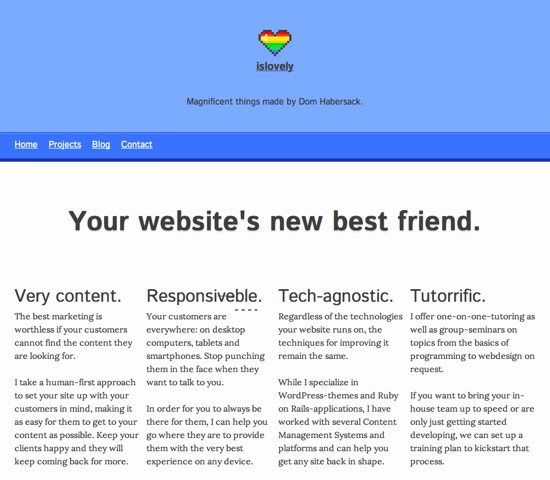 islovely
Magnificent things made by Dom Habersack.
Home Projects Blog Contact
Your website's new best friend.
Very content.
The best marketing is
worthless if your customers
cannot find the content they
are looking for.
I take a human-first approach
to set your site up with your
customers in mind, making it
as easy for them to get to your
content as possible. Keep your
clients happy and they will
keep coming back for more.
Responsiveble.
Your customers are
everywhere: on desktop
computers, tablets and
smartphones. Stop punching
them in the face when they
want to talk to you.
In order for you to always be
there for them, I can help you
go where they are to provide
them with the very best
experience on any device.
Tech-agnostic.
Regardless of the technologies
your website runs on, the
techniques for improving it
remain the same.
While I specialize in
WordPress-themes and Ruby
on Rails-applications, I have
worked with several Content
Management Systems and
platforms and can help you
get any site back in shape.
Tutorrific.
I offer one-on-one-tutoring as
well as group-seminars on
topics from the basics of
programming to webdesign on
request.
If you want to bring your in-
house team up to speed or are
only just getting started
developing, we can set up a
training plan to kickstart that
process.